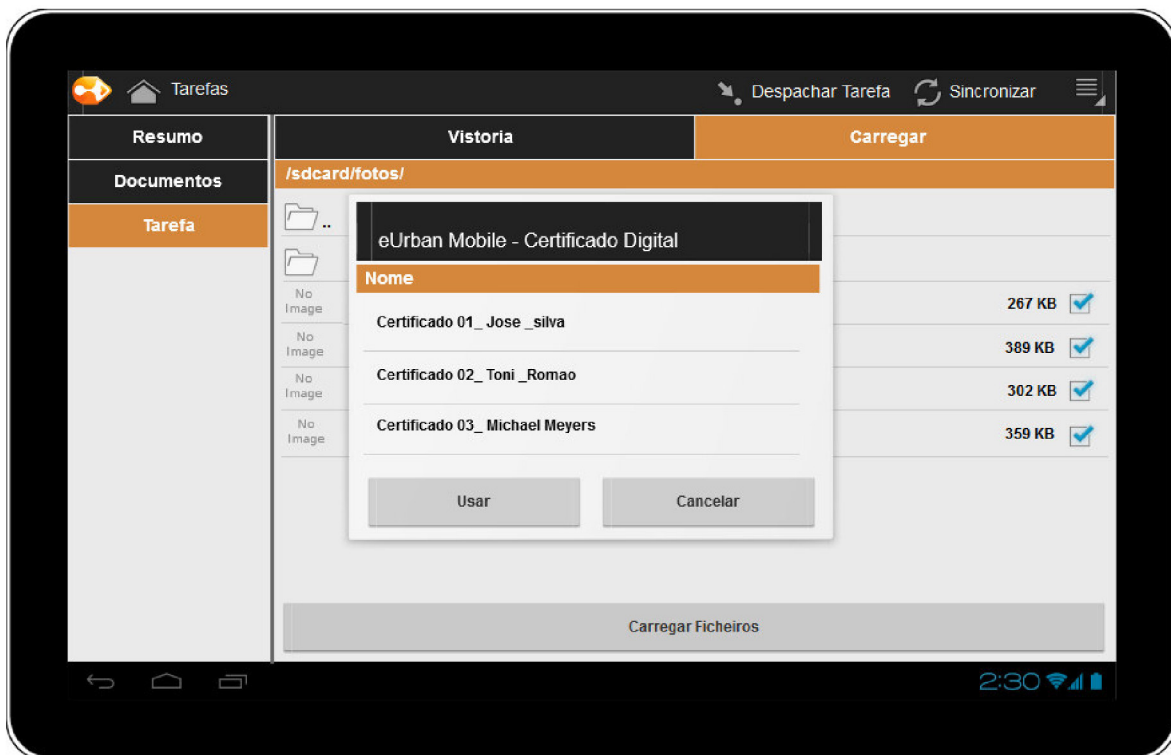 Tarefas
Despachar Tarefa
Sincronizar
Resumo
Vistoria
Carregar
Documentos
/sdcard/fotos/
Tarefa
..
eUrban Mobile - Certificado Digital
Nome
No
Image
267 KB
Certificado 01_ Jose _silva
No
Image
389 KB
Certificado 02_ Toni _Romao
No
Image
302 KB
Certificado 03_ Michael Meyers
No
Image
359 KB
Usar
Cancelar
Carregar Ficheiros
2:30